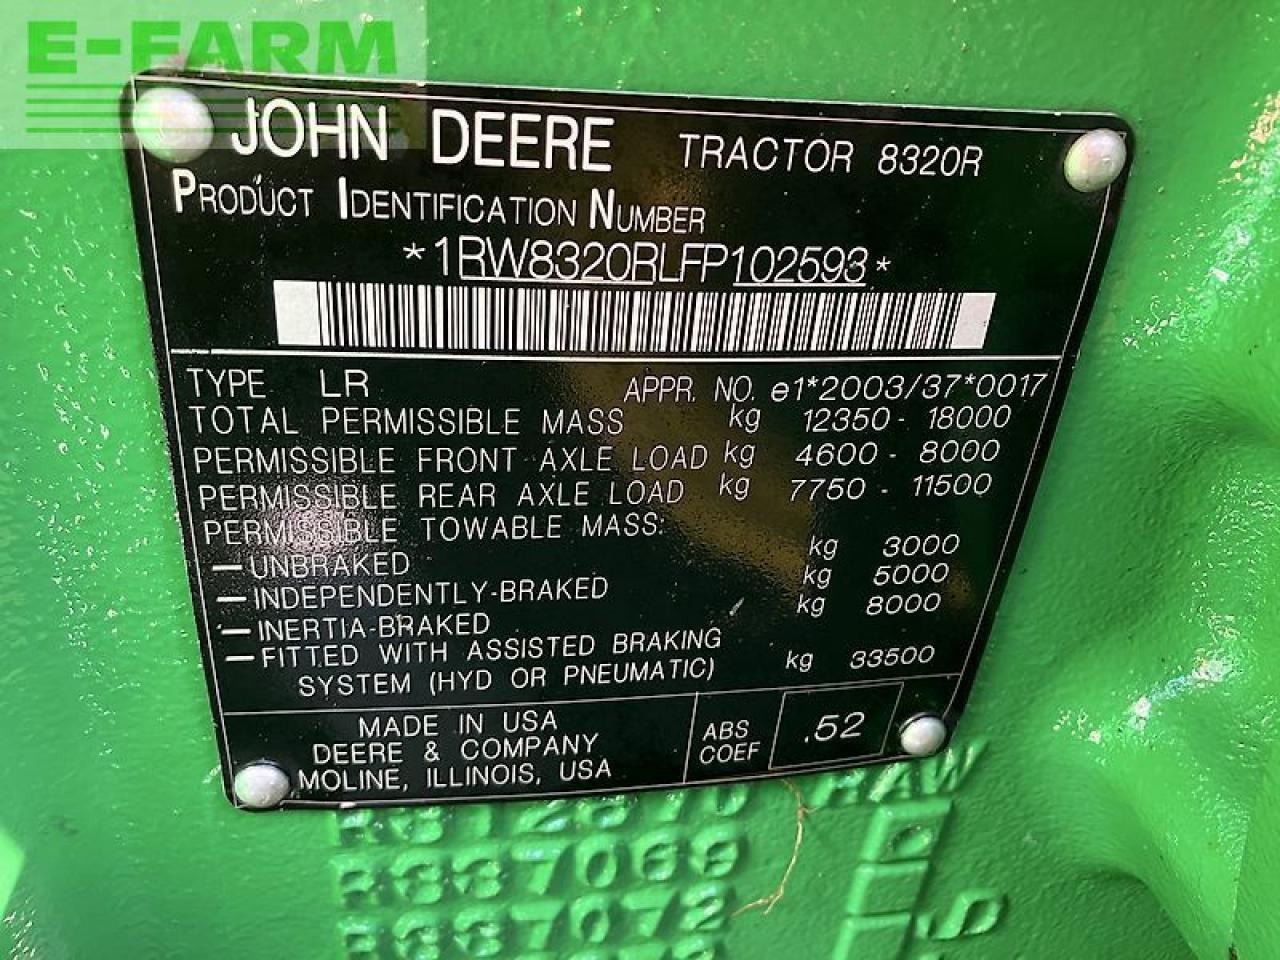 E-FARM
JOHN DEERE TRACTOR 8320R
PRODUCT IDENTIFICATION NUMBER
*1RW8320RLFP102593*
TYPE LR APPR. NO. e1*2003/37*0017
TOTAL PERMISSIBLE MASS kg 12350 - 18000
PERMISSIBLE FRONT AXLE LOAD kg 4600 - 8000
PERMISSIBLE REAR AXLE LOAD kg 7750 - 11500
PERMISSIBLE TOWABLE MASS:
- UNBRAKED kg 3000
- INDEPENDENTLY-BRAKED kg 5000
- INERTIA-BRAKED kg 8000
- FITTED WITH ASSISTED BRAKING
SYSTEM (HYD OR PNEUMATIC) kg 33500
MADE IN USA
DEERE & COMPANY
MOLINE, ILLINOIS, USA
ABS
COEF .52
RAW
R337066
R337072